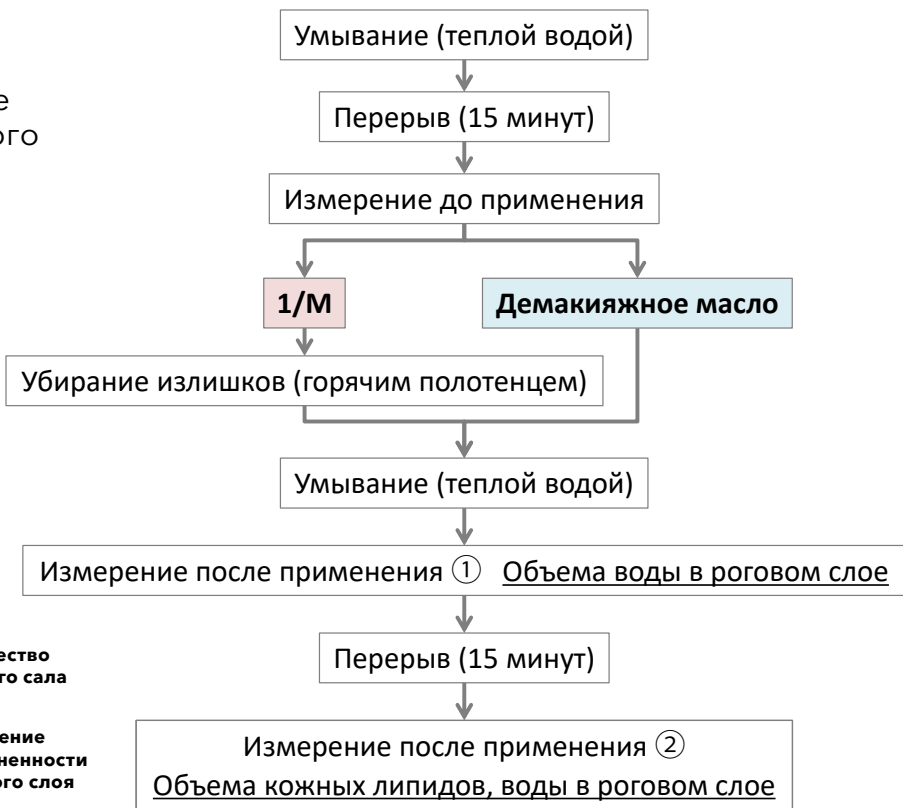 Умывание (теплой водой)
Перерыв (15 минут)
Измерение до применения
1/М
Демакияжное масло
Убирание излишков (горячим полотенцем)
Умывание (теплой водой)
Измерение после применения ① Объема воды в роговом слое
Перерыв (15 минут)
Измерение после применения ②
Объема кожных липидов, воды в роговом слое